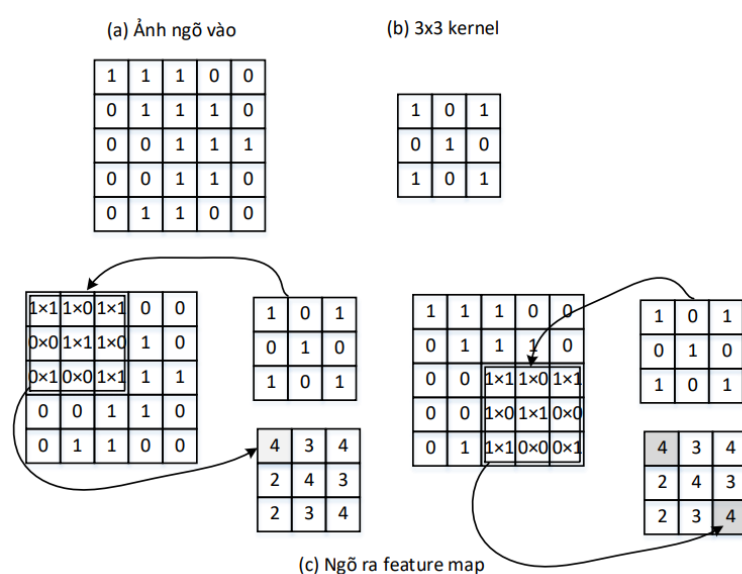 (a) Ảnh ngõ vào
(b) 3x3 kernel
1 1 1 0 0
0 1 1 1 0
0 0 1 1 1
0 0 1 1 0
0 1 1 0 0
1 0 1
0 1 0
1 0 1
1×1 1×0 1×1 0 0
0×0 1×1 1×0 1 0
0×1 0×0 1×1 1 1
0 0 1 1 0
0 1 1 0 0
1 0 1
0 1 0
1 0 1
4 3 4
2 4 3
2 3 4
1 1 1 0 0
0 1 1 1 0
0 0 1×1 1×0 1×1
0 0 1×0 1×1 0×0
0 1 1×1 0×0 0×1
1 0 1
0 1 0
1 0 1
4 3 4
2 4 3
2 3 4
(c) Ngõ ra feature map